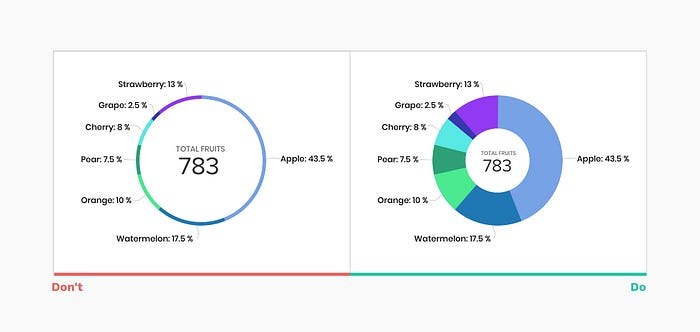 Strawberry: 13 %
Grape: 2.5 %
Cherry: 8 %
Pear: 7.5 %
Orange: 10 %
Watermelon: 17.5 %
Apple: 43.5 %
TOTAL FRUITS
783
Strawberry: 13 %
Grape: 2.5 %
Cherry: 8 %
Pear: 7.5 %
Orange: 10 %
Watermelon: 17.5 %
Apple: 43.5 %
TOTAL FRUITS
783
Don't
Do